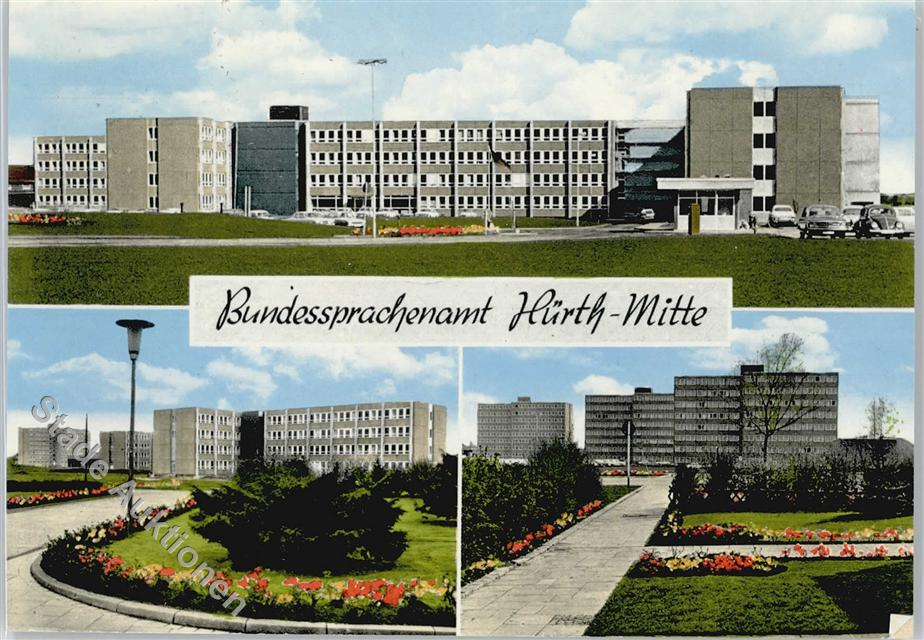 Bundessprachenamt Hürth-Mitte
Stade Auktionen